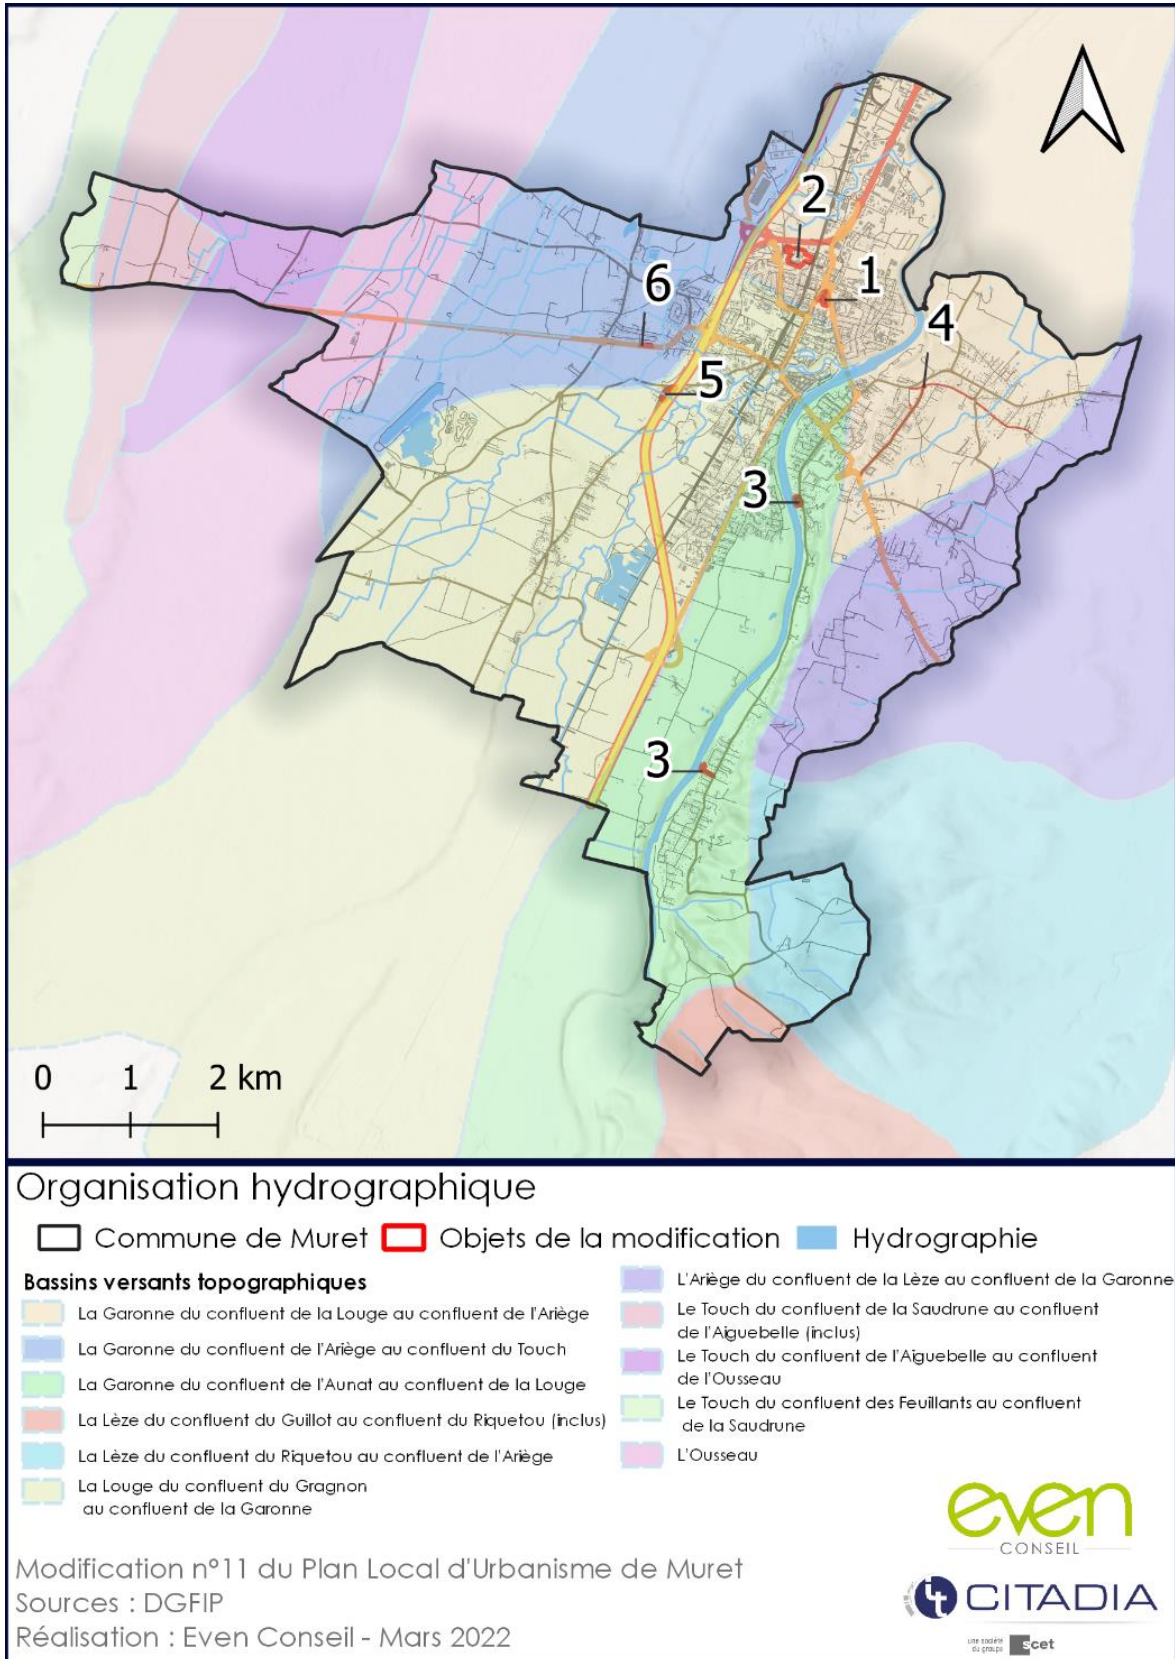 2
1
6
4
5
3
3
0 1 2 km
Organisation hydrographique
Commune de Muret
Objets de la modification
Hydrographie
Bassins versants topographiques
La Garonne du confluent de la Louge au confluent de l'Ariège
La Garonne du confluent de l'Ariège au confluent du Touch
La Garonne du confluent de l'Aunat au confluent de la Louge
La Lèze du confluent du Guillot au confluent du Riquetou (inclus)
La Lèze du confluent du Riquetou au confluent de l'Ariège
La Louge du confluent du Gragnon
au confluent de la Garonne
L'Ariège du confluent de la Lèze au confluent de la Garonne
Le Touch du confluent de la Saudrune au confluent
de l'Aiguebelle (inclus)
Le Touch du confluent de l'Aiguebelle au confluent
de l'Ousseau
Le Touch du confluent des Feuillants au confluent
de la Saudrune
L'Ousseau
Modification n°11 du Plan Local d'Urbanisme de Muret
Sources : DGFIP
Réalisation : Even Conseil - Mars 2022
even
CONSEIL
CITADIA
une société
du groupe
scet